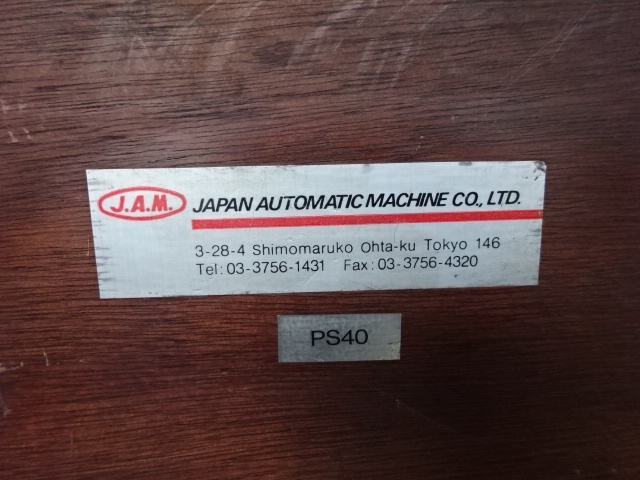 J.A.M. JAPAN AUTOMATIC MACHINE CO., LTD.
3-28-4 Shimomaruko Ohta-ku Tokyo 146
Tel: 03-3756-1431 Fax: 03-3756-4320
PS40